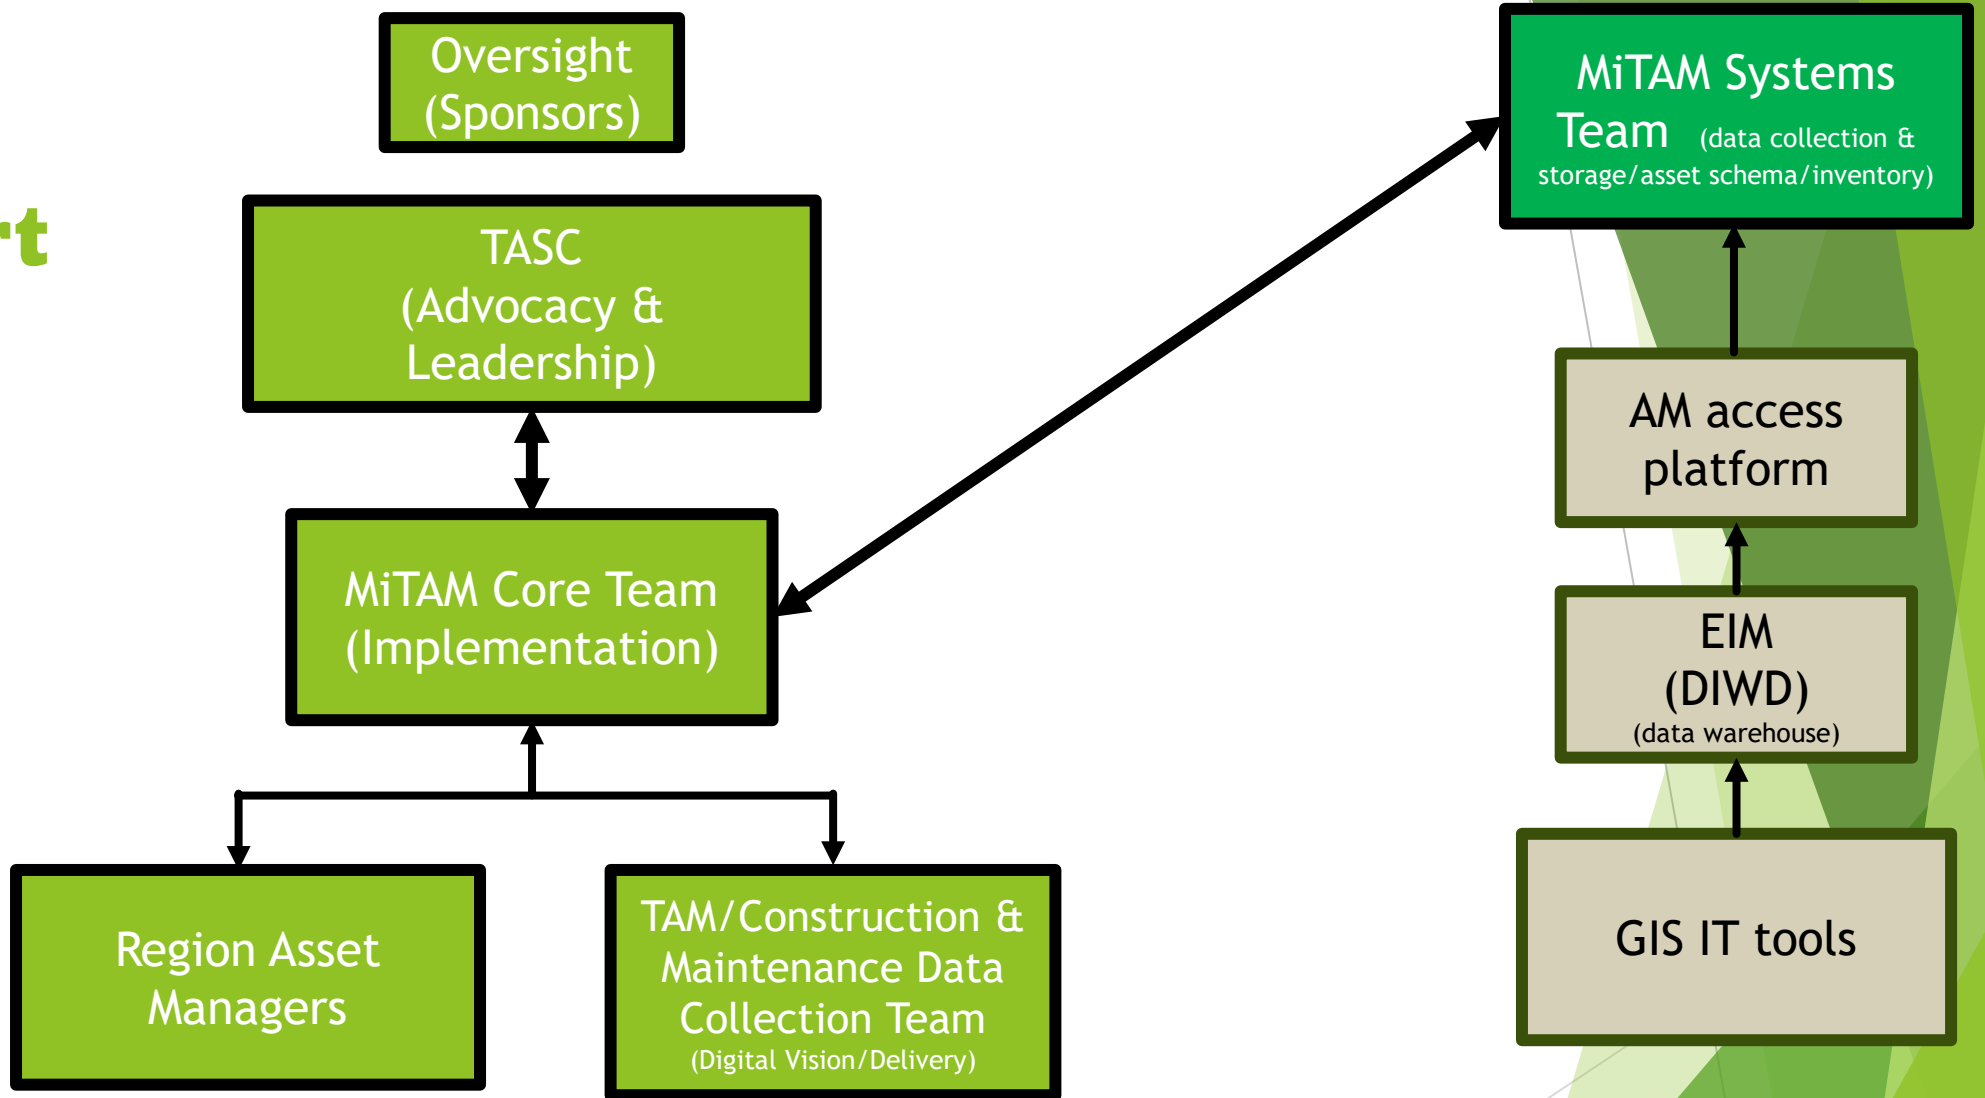 rt
Oversight
(Sponsors)
TASC
(Advocacy &
Leadership)
MiTAM Core Team
(Implementation)
Region Asset
Managers
TAM/Construction &
Maintenance Data
Collection Team
(Digital Vision/Delivery)
MiTAM Systems
Team (data collection &
storage/asset schema/inventory)
AM access
platform
EIM
(DIWD)
(data warehouse)
GIS IT tools